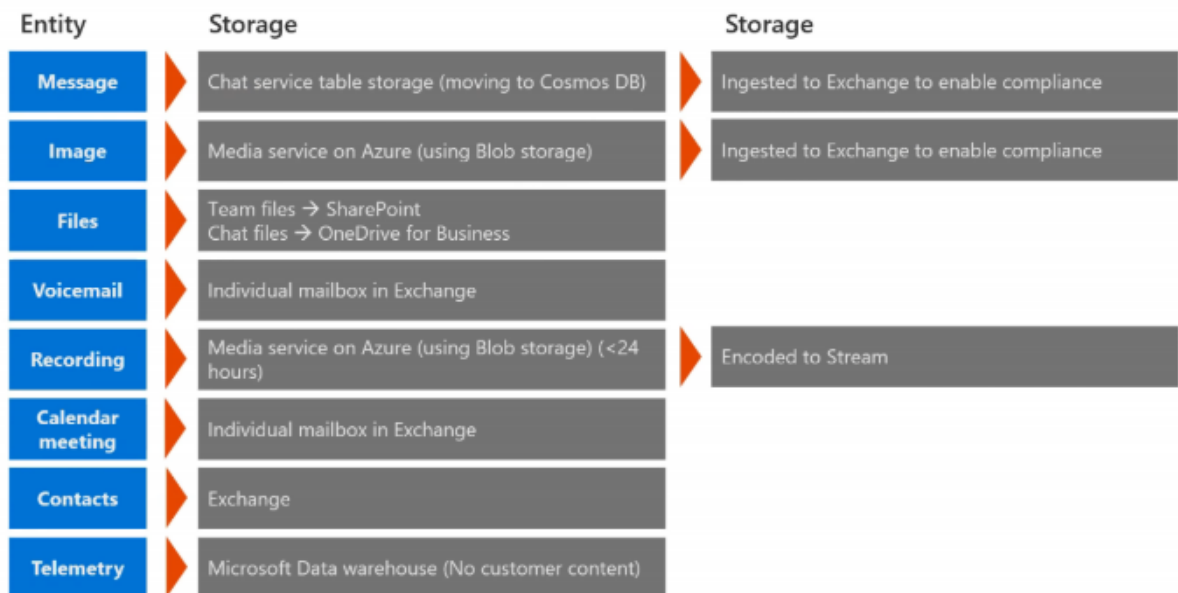 Entity Storage Storage
Message Chat service table storage (moving to Cosmos DB) Ingested to Exchange to enable compliance
Image Media service on Azure (using Blob storage) Ingested to Exchange to enable compliance
Files
Team files → SharePoint
Chat files → OneDrive for Business
Voicemail Individual mailbox in Exchange
Recording
Media service on Azure (using Blob storage) (<24
hours)
Encoded to Stream
Calendar
meeting
Individual mailbox in Exchange
Contacts Exchange
Telemetry Microsoft Data warehouse (No customer content)